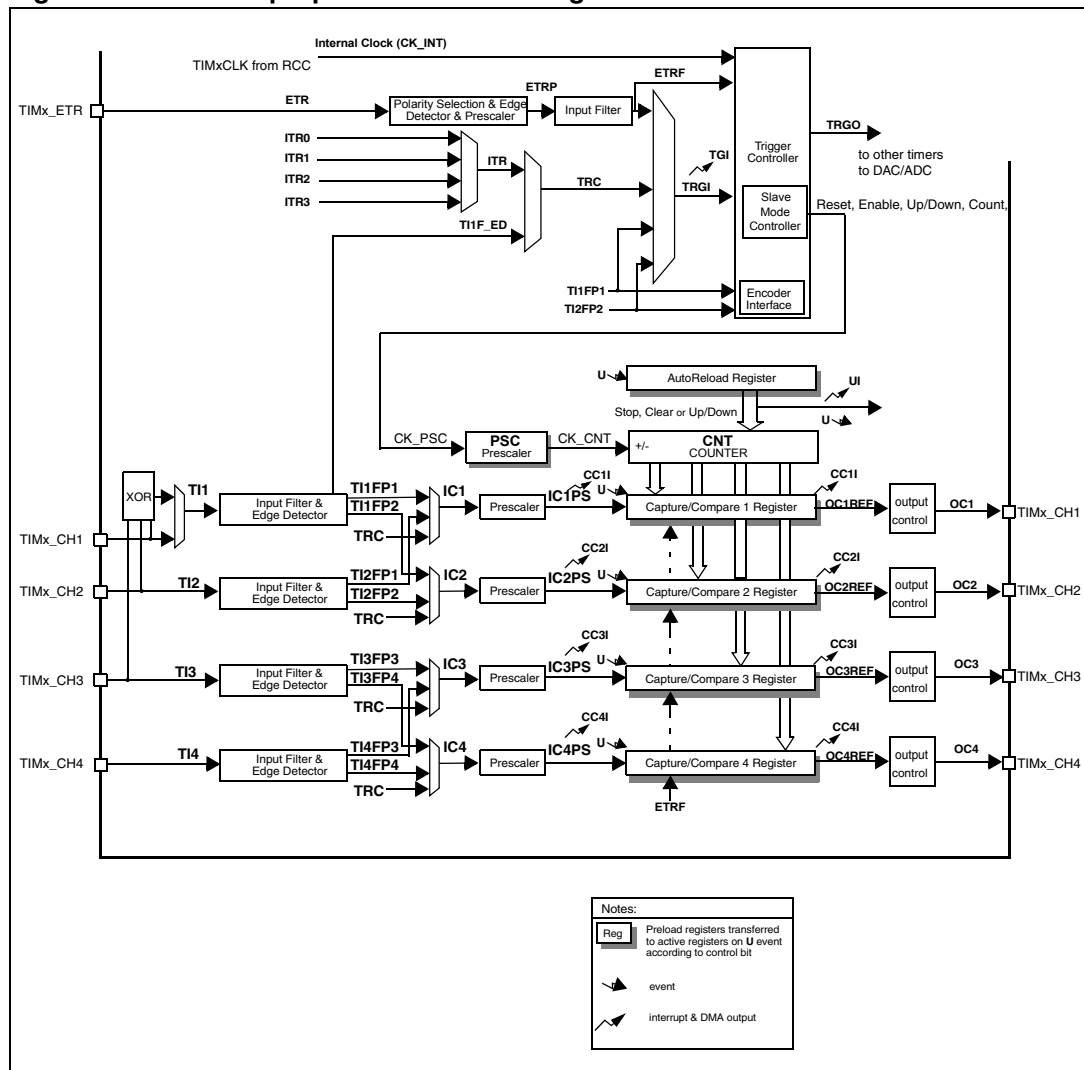 Internal Clock (CK_INT)
TIMxCLK from RCC
ETRF
ETRP
TIMx_ETR
ETR
Polarity Selection & Edge
Detector & Prescaler
Input Filter
TRGO
Trigger
Controller
to other timers
to DAC/ADC
ITR0
ITR1
ITR2
ITR3
ITR
TRC
TGI
TRGI
Slave
Mode
Controller
Reset, Enable, Up/Down, Count,
TI1F_ED
TI1FP1
TI2FP2
Encoder
Interface
U
AutoReload Register
UI
Stop, Clear or Up/Down
U
CK_PSC
PSC
Prescaler
CK_CNT
+/-
CNT
COUNTER
XOR
TI1
Input Filter &
Edge Detector
TI1FP1
TI1FP2
TRC
IC1
Prescaler
IC1PS
CC1I
U
Capture/Compare 1 Register
CC1I
OC1REF
output
control
OC1
TIMx_CH1
TIMx_CH1
TIMx_CH2
TI2
Input Filter &
Edge Detector
TI2FP1
TI2FP2
TRC
IC2
Prescaler
IC2PS
CC2I
U
Capture/Compare 2 Register
CC2I
OC2REF
output
control
OC2
TIMx_CH2
TIMx_CH3
TI3
Input Filter &
Edge Detector
TI3FP3
TI3FP4
TRC
IC3
Prescaler
IC3PS
CC3I
U
Capture/Compare 3 Register
CC3I
OC3REF
output
control
OC3
TIMx_CH3
TIMx_CH4
TI4
Input Filter &
Edge Detector
TI4FP3
TI4FP4
TRC
IC4
Prescaler
IC4PS
CC4I
U
Capture/Compare 4 Register
CC4I
OC4REF
output
control
OC4
TIMx_CH4
ETRF
Notes:
Reg
Preload registers transferred
to active registers on U event
according to control bit
event
interrupt & DMA output